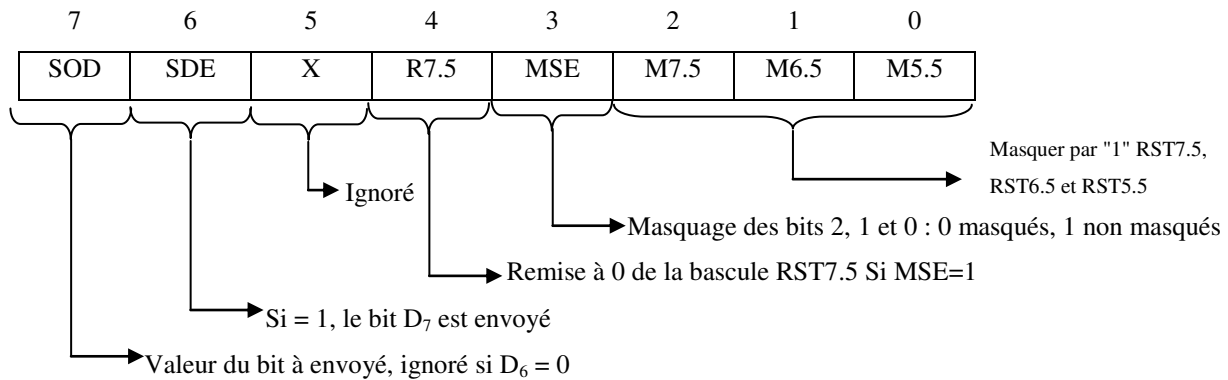 7 6 5 4 3 2 1 0
SOD SDE X R7.5 MSE M7.5 M6.5 M5.5
Masquer par "1" RST7.5,
RST6.5 et RST5.5
Ignoré
Masquage des bits 2, 1 et 0 : 0 masqués, 1 non masqués
Remise à 0 de la bascule RST7.5 Si MSE=1
Si = 1, le bit D₇ est envoyé
Valeur du bit à envoyé, ignoré si D₆ = 0